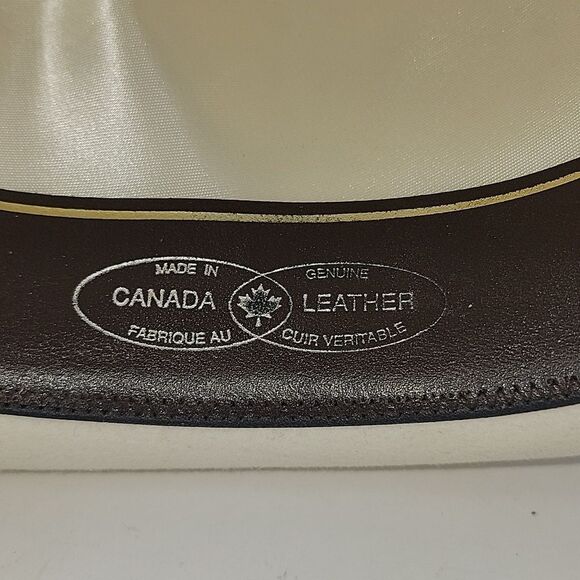 MADE IN
CANADA
FABRIQUE AU
GENUINE
LEATHER
CUIR VERITABLE